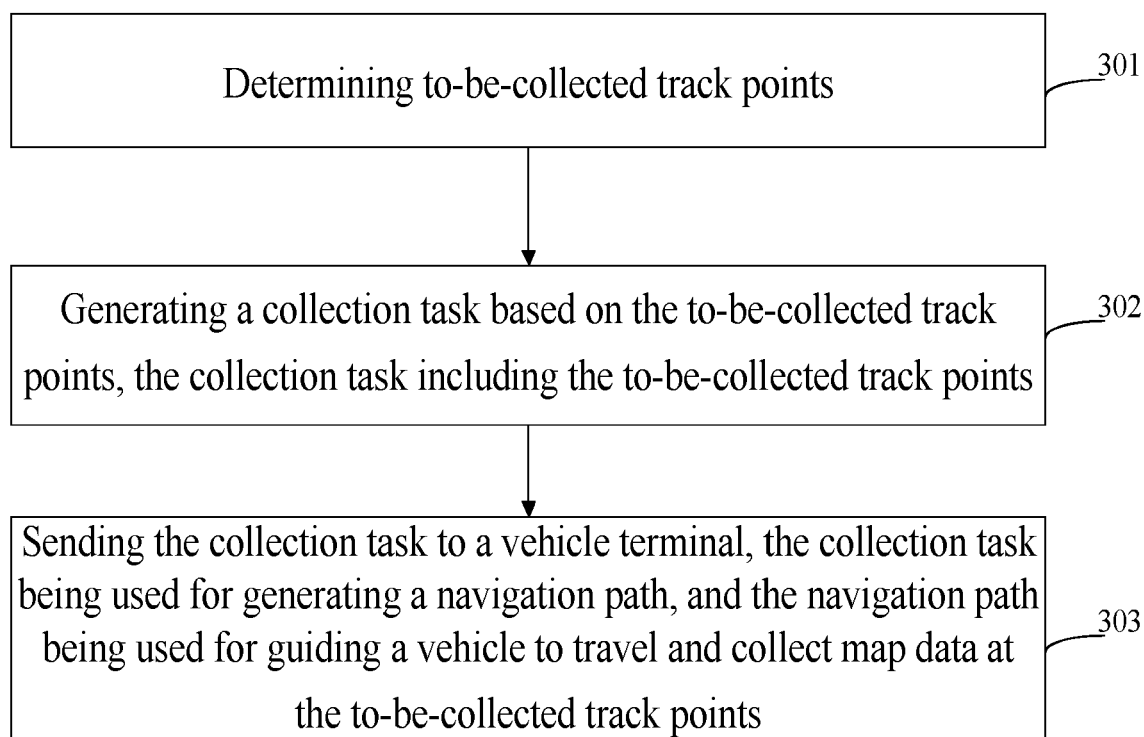 Determining to-be-collected track points
301
Generating a collection task based on the to-be-collected track
points, the collection task including the to-be-collected track points
302
Sending the collection task to a vehicle terminal, the collection task
being used for generating a navigation path, and the navigation path
being used for guiding a vehicle to travel and collect map data at
the to-be-collected track points
303